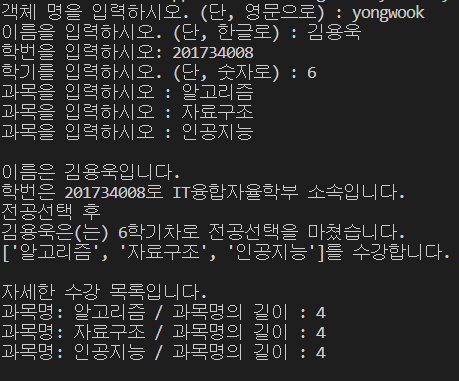 객체 명을 입력하시오. (단, 영문으로) : yongwook
이름을 입력하시오. (단, 한글로) : 김용욱
학번을 입력하시오: 201734008
학기를 입력하시오. (단, 숫자로) : 6
과목을 입력하시오 : 알고리즘
과목을 입력하시오 : 자료구조
과목을 입력하시오 : 인공지능
이름은 김용욱입니다.
학번은 201734008로 IT융합자율학부 소속입니다.
전공선택 후
김용욱은(는) 6학기차로 전공선택을 마쳤습니다.
['알고리즘', '자료구조', '인공지능']를 수강합니다.
자세한 수강 목록입니다.
과목명: 알고리즘 / 과목명의 길이 : 4
과목명: 자료구조 / 과목명의 길이 : 4
과목명: 인공지능 / 과목명의 길이 : 4